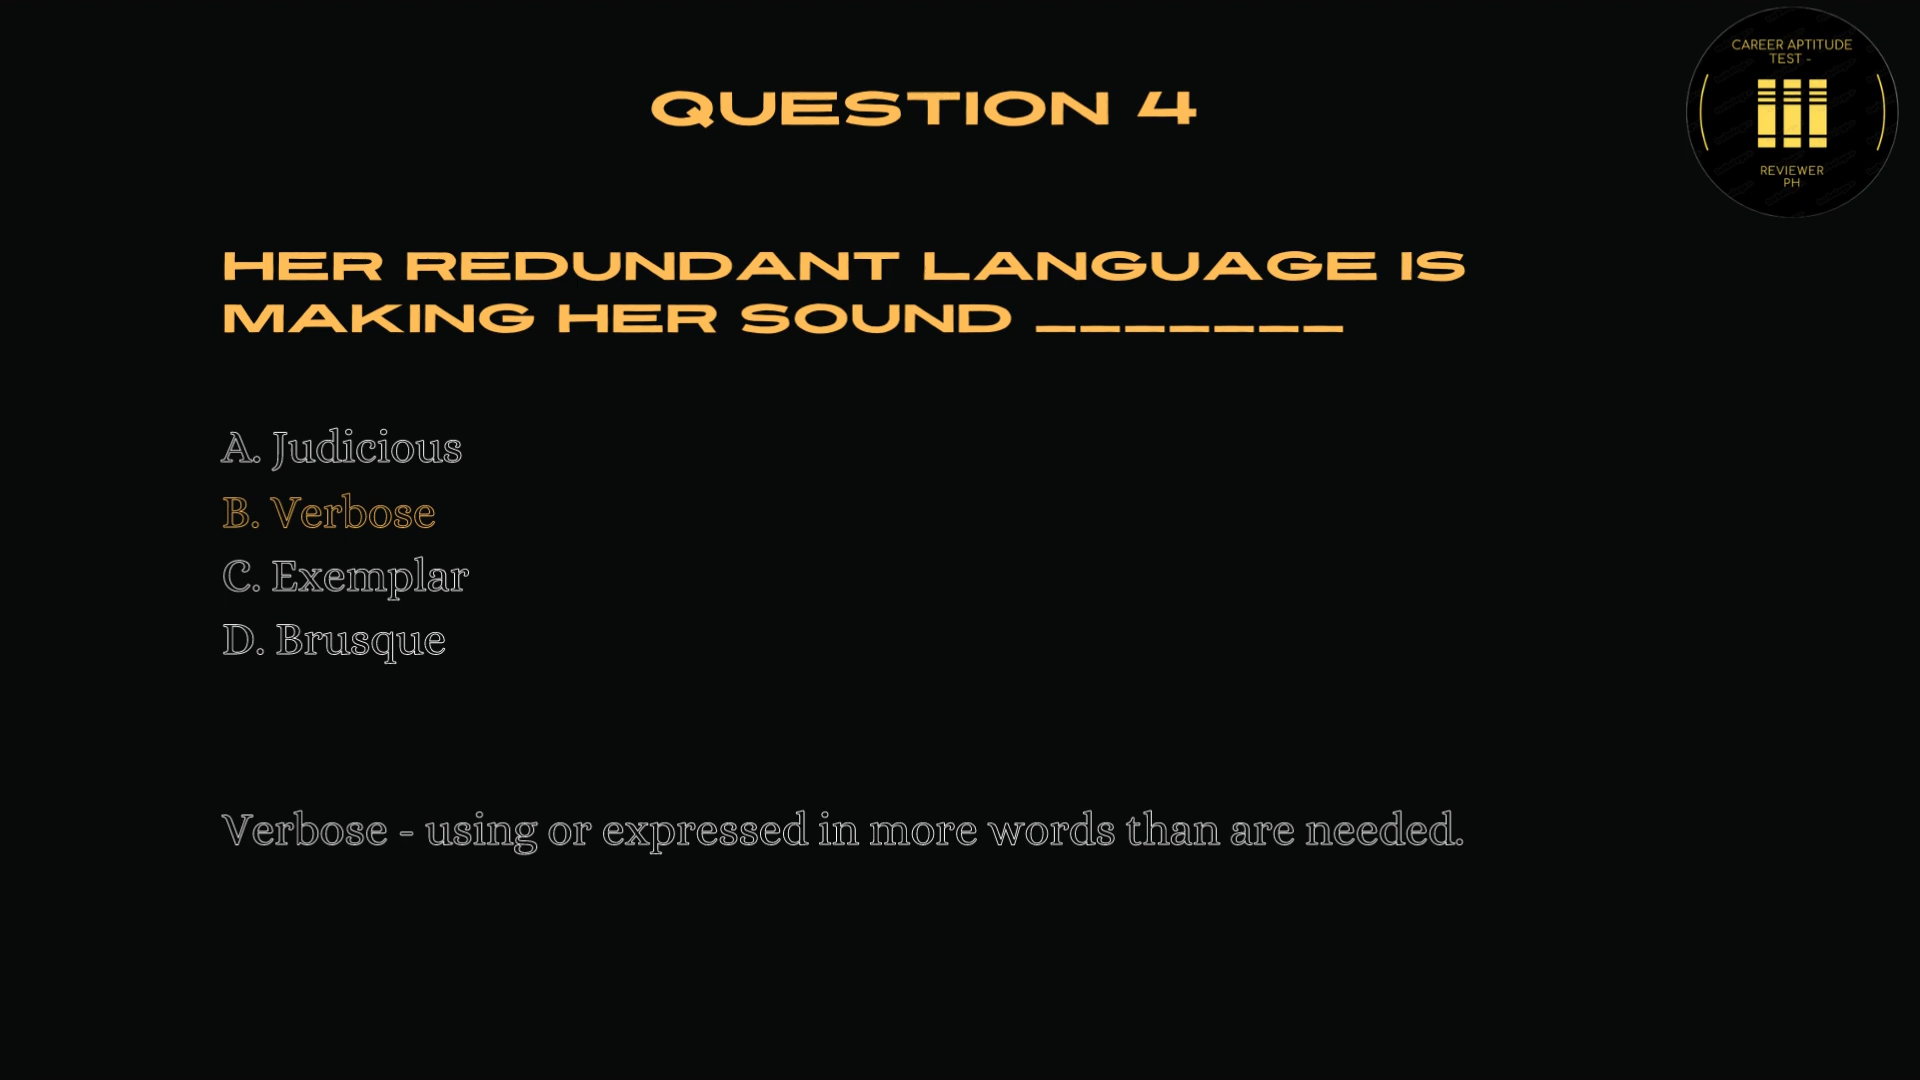 CAREER APTITUDE
TEST -
REVIEWER
PH
QUESTION 4
HER REDUNDANT LANGUAGE IS
MAKING HER SOUND _______
A. Judicious
B. Verbose
C. Exemplar
D. Brusque
Verbose - using or expressed in more words than are needed.